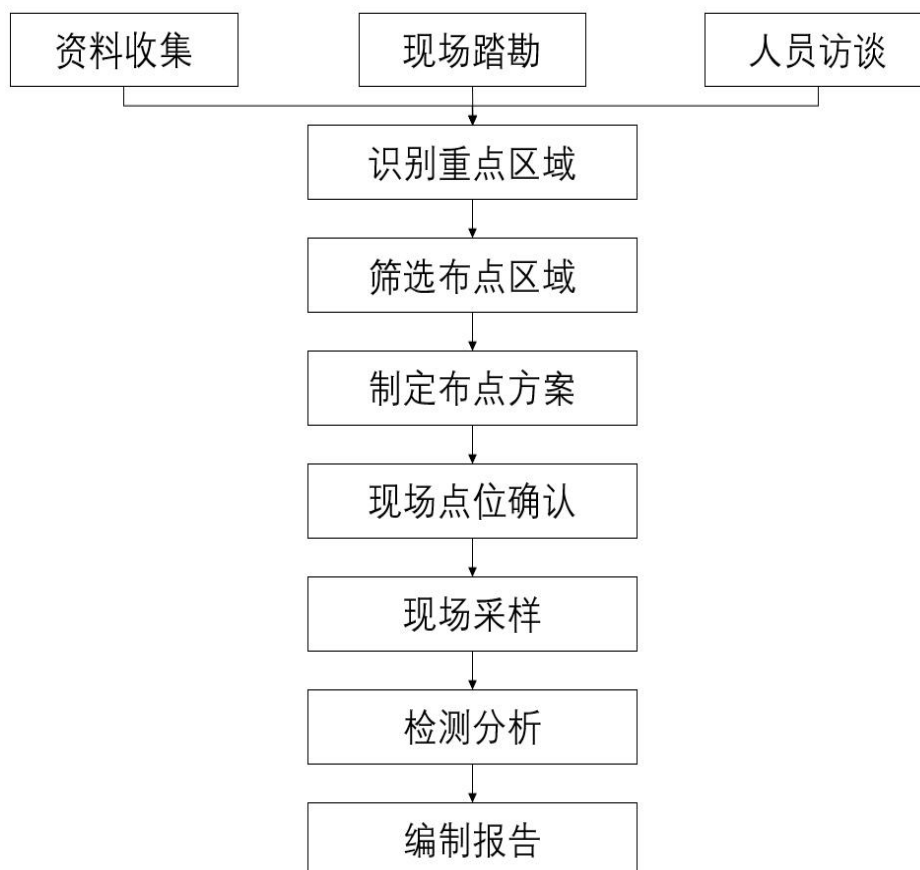 资料收集
现场踏勘
人员访谈
识别重点区域
筛选布点区域
制定布点方案
现场点位确认
现场采样
检测分析
编制报告